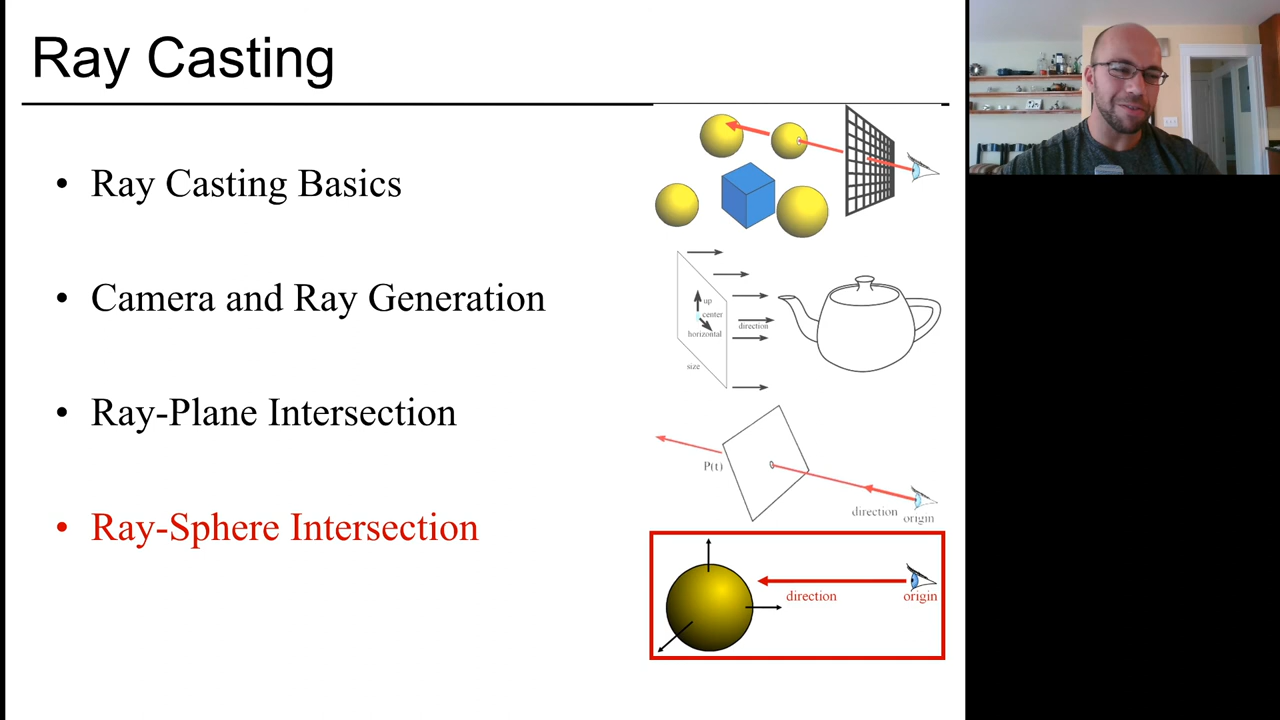 Ray Casting
• Ray Casting Basics
• Camera and Ray Generation
up
center
direction
horizontal
size
• Ray-Plane Intersection
P(t)
direction
origin
• Ray-Sphere Intersection
direction
origin